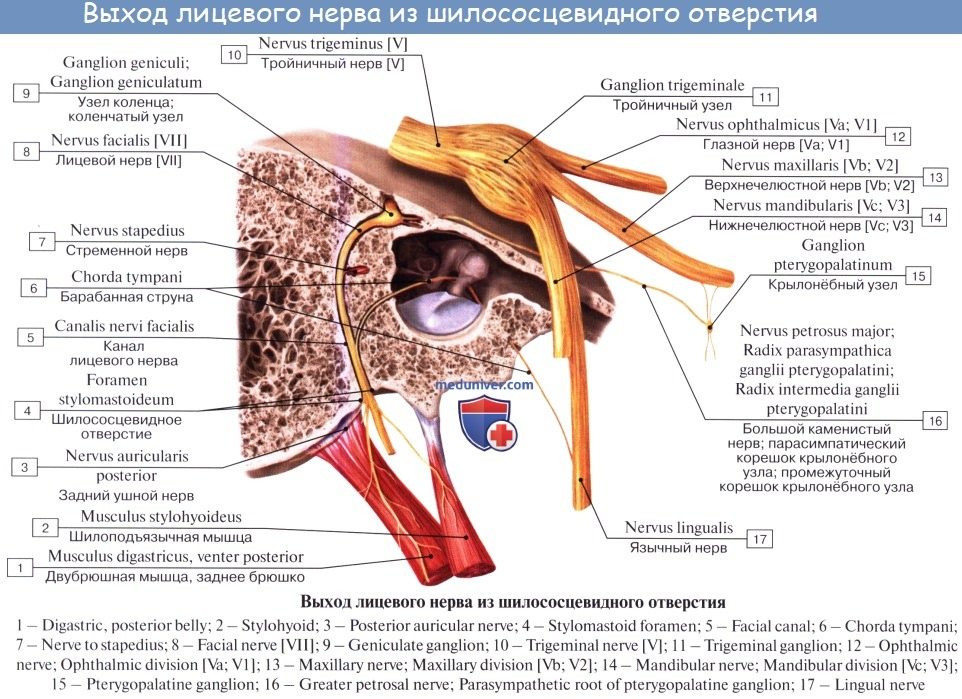 Выход лицевого нерва из шилососцевидного отверстия
10
Nervus trigeminus [V]
Тройничный нерв [V]
9
Ganglion geniculi;
Ganglion geniculatum
Узел коленца;
коленчатый узел
Ganglion trigeminale
Тройничный узел
11
Nervus ophthalmicus [Va; V1]
Глазной нерв [Va; V1]
12
8
Nervus facialis [VII]
Лицевой нерв [VII]
Nervus maxillaris [Vb; V2]
Верхнечелюстной нерв [Vb; V2]
13
Nervus mandibularis [Vc; V3]
Нижнечелюстной нерв [Vc; V3]
14
7
Nervus stapedius
Стременной нерв
Ganglion
pterygopalatinum
Крылонёбный узел
15
6
Chorda tympani
Барабанная струна
5
Canalis nervi facialis
Канал
лицевого нерва
Nervus petrosus major;
Radix parasympathica
ganglii pterygopalatini;
Radix intermedia ganglii
pterygopalatini
Большой каменистый
нерв; парасимпатический
корешок крылонёбного
узла; промежуточный
корешок крылонёбного узла
16
4
Foramen
stylomastoideum
Шилососцевидное
отверстие
meduniver.com
3
Nervus auricularis
posterior
Задний ушной нерв
2
Musculus stylohyoideus
Шилоподъязычная мышца
Nervus lingualis
Язычный нерв
17
1
Musculus digastricus, venter posterior
Двубрюшная мышца, заднее брюшко
Выход лицевого нерва из шилососцевидного отверстия
1 – Digastric, posterior belly; 2 – Stylohyoid; 3 – Posterior auricular nerve; 4 – Stylomastoid foramen; 5 – Facial canal; 6 – Chorda tympani;
7 – Nerve to stapedius; 8 – Facial nerve [VII]; 9 – Geniculate ganglion; 10 – Trigeminal nerve [V]; 11 – Trigeminal ganglion; 12 – Ophthalmic
nerve; Ophthalmic division [Va; V1]; 13 – Maxillary nerve; Maxillary division [Vb; V2]; 14 – Mandibular nerve; Mandibular division [Vc; V3];
15 – Pterygopalatine ganglion; 16 – Greater petrosal nerve; Parasympathetic root of pterygopalatine ganglion; 17 – Lingual nerve